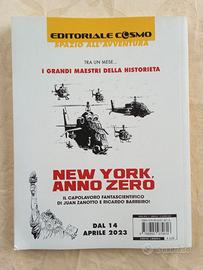 EDITORIALE COSMO
SPAZIO ALL'AVVENTURA
TRA UN MESE...
I GRANDI MAESTRI DELLA HISTORIETA
NEW YORK,
ANNO ZERO
IL CAPOLAVORO FANTASCIENTIFICO
DI JUAN ZANOTTO E RICARDO BARREIRO!
DAL 14
APRILE 2023